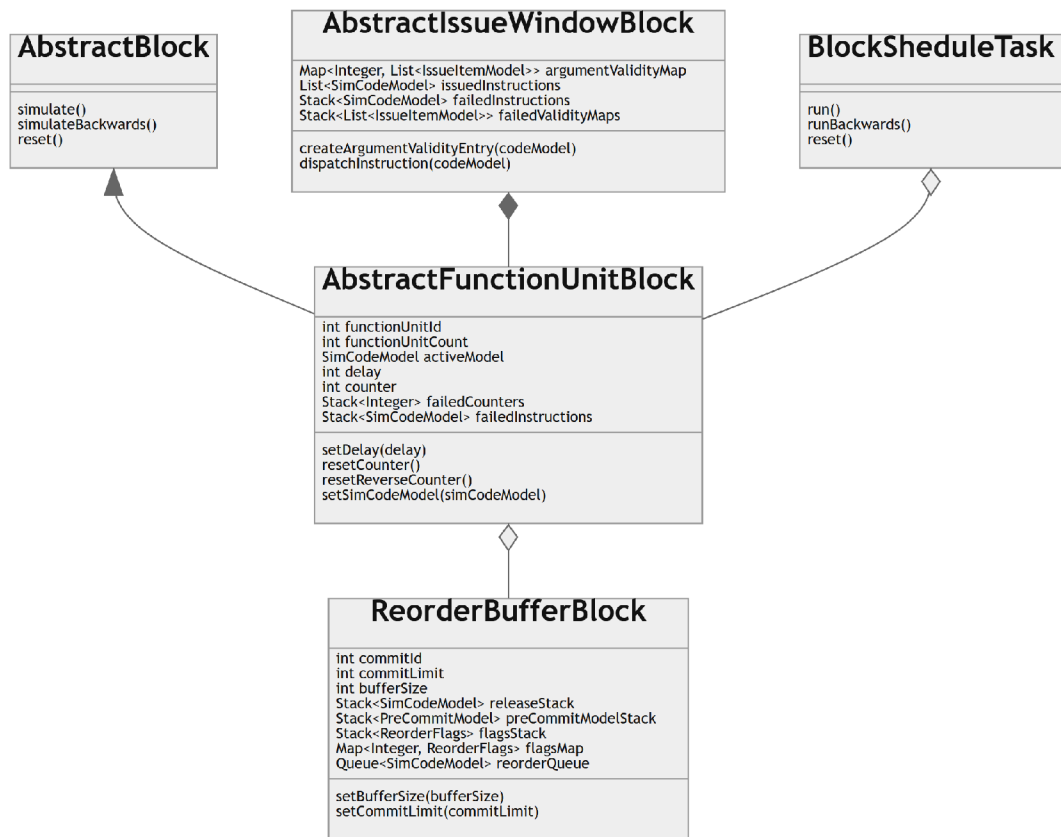 AbstractBlock
simulate()
simulateBackwards()
reset()
AbstractIssueWindowBlock
Map<Integer, List<IssueItemModel>> argumentValidityMap
List<SimCodeModel> issuedInstructions
Stack<SimCodeModel> failedInstructions
Stack<List<IssueItemModel>> failedValidityMaps
createArgumentValidityEntry(codeModel)
dispatchInstruction(codeModel)
BlockSheduleTask
run()
runBackwards()
reset()
AbstractFunctionUnitBlock
int functionUnitId
int functionUnitCount
SimCodeModel activeModel
int delay
int counter
Stack<Integer> failedCounters
Stack<SimCodeModel> failedInstructions
setDelay(delay)
resetCounter()
resetReverseCounter()
setSimCodeModel(simCodeModel)
ReorderBufferBlock
int commitId
int commitLimit
int bufferSize
Stack<SimCodeModel> releaseStack
Stack<PreCommitModel> preCommitModelStack
Stack<ReorderFlags> flagsStack
Map<Integer, ReorderFlags> flagsMap
Queue<SimCodeModel> reorderQueue
setBufferSize(bufferSize)
setCommitLimit(commitLimit)